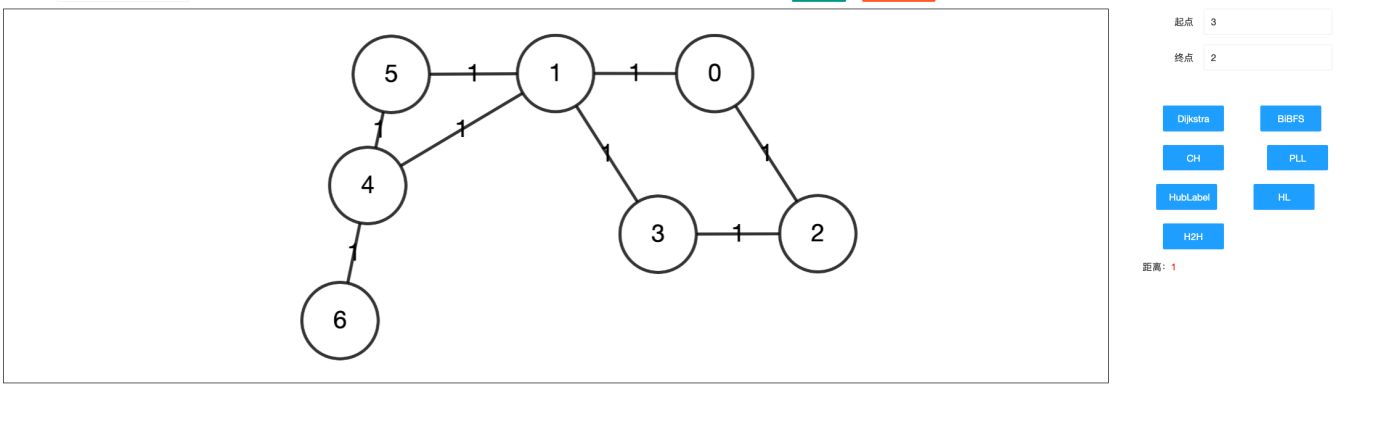 起点 3
终点 2
5 1 1 1 0
1 1
4 1 1
3 1 2
1
6
Dijkstra BiBFS
CH PLL
HubLabel HL
H2H
距离：1